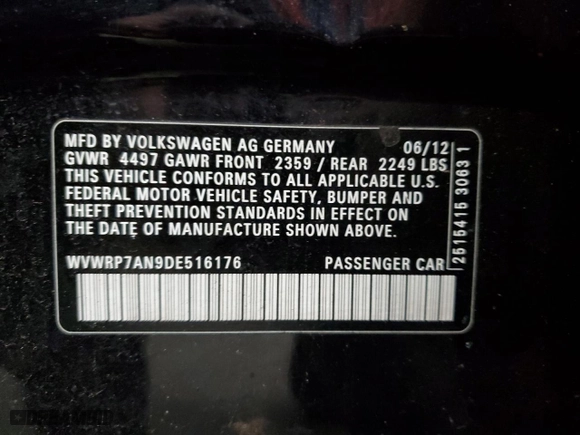 MFD BY VOLKSWAGEN AG GERMANY 06/12
GVWR 4497 GAWR FRONT 2359 / REAR 2249 LBS
THIS VEHICLE CONFORMS TO ALL APPLICABLE U.S.
FEDERAL MOTOR VEHICLE SAFETY, BUMPER AND
THEFT PREVENTION STANDARDS IN EFFECT ON
THE DATE OF MANUFACTURE SHOWN ABOVE.
WVWRP7AN9DE516176 PASSENGER CAR
2515415 9063 1